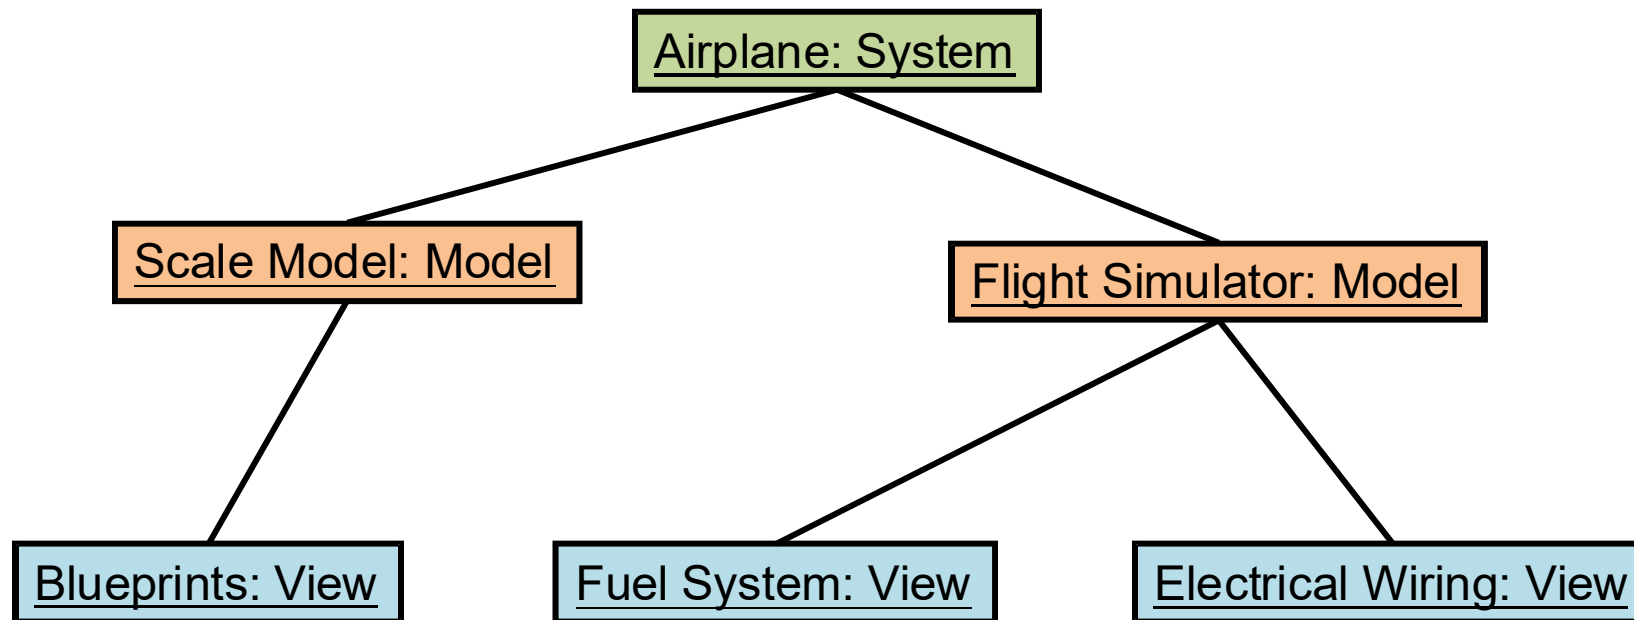 Airplane: System
Scale Model: Model
Flight Simulator: Model
Blueprints: View
Fuel System: View
Electrical Wiring: View